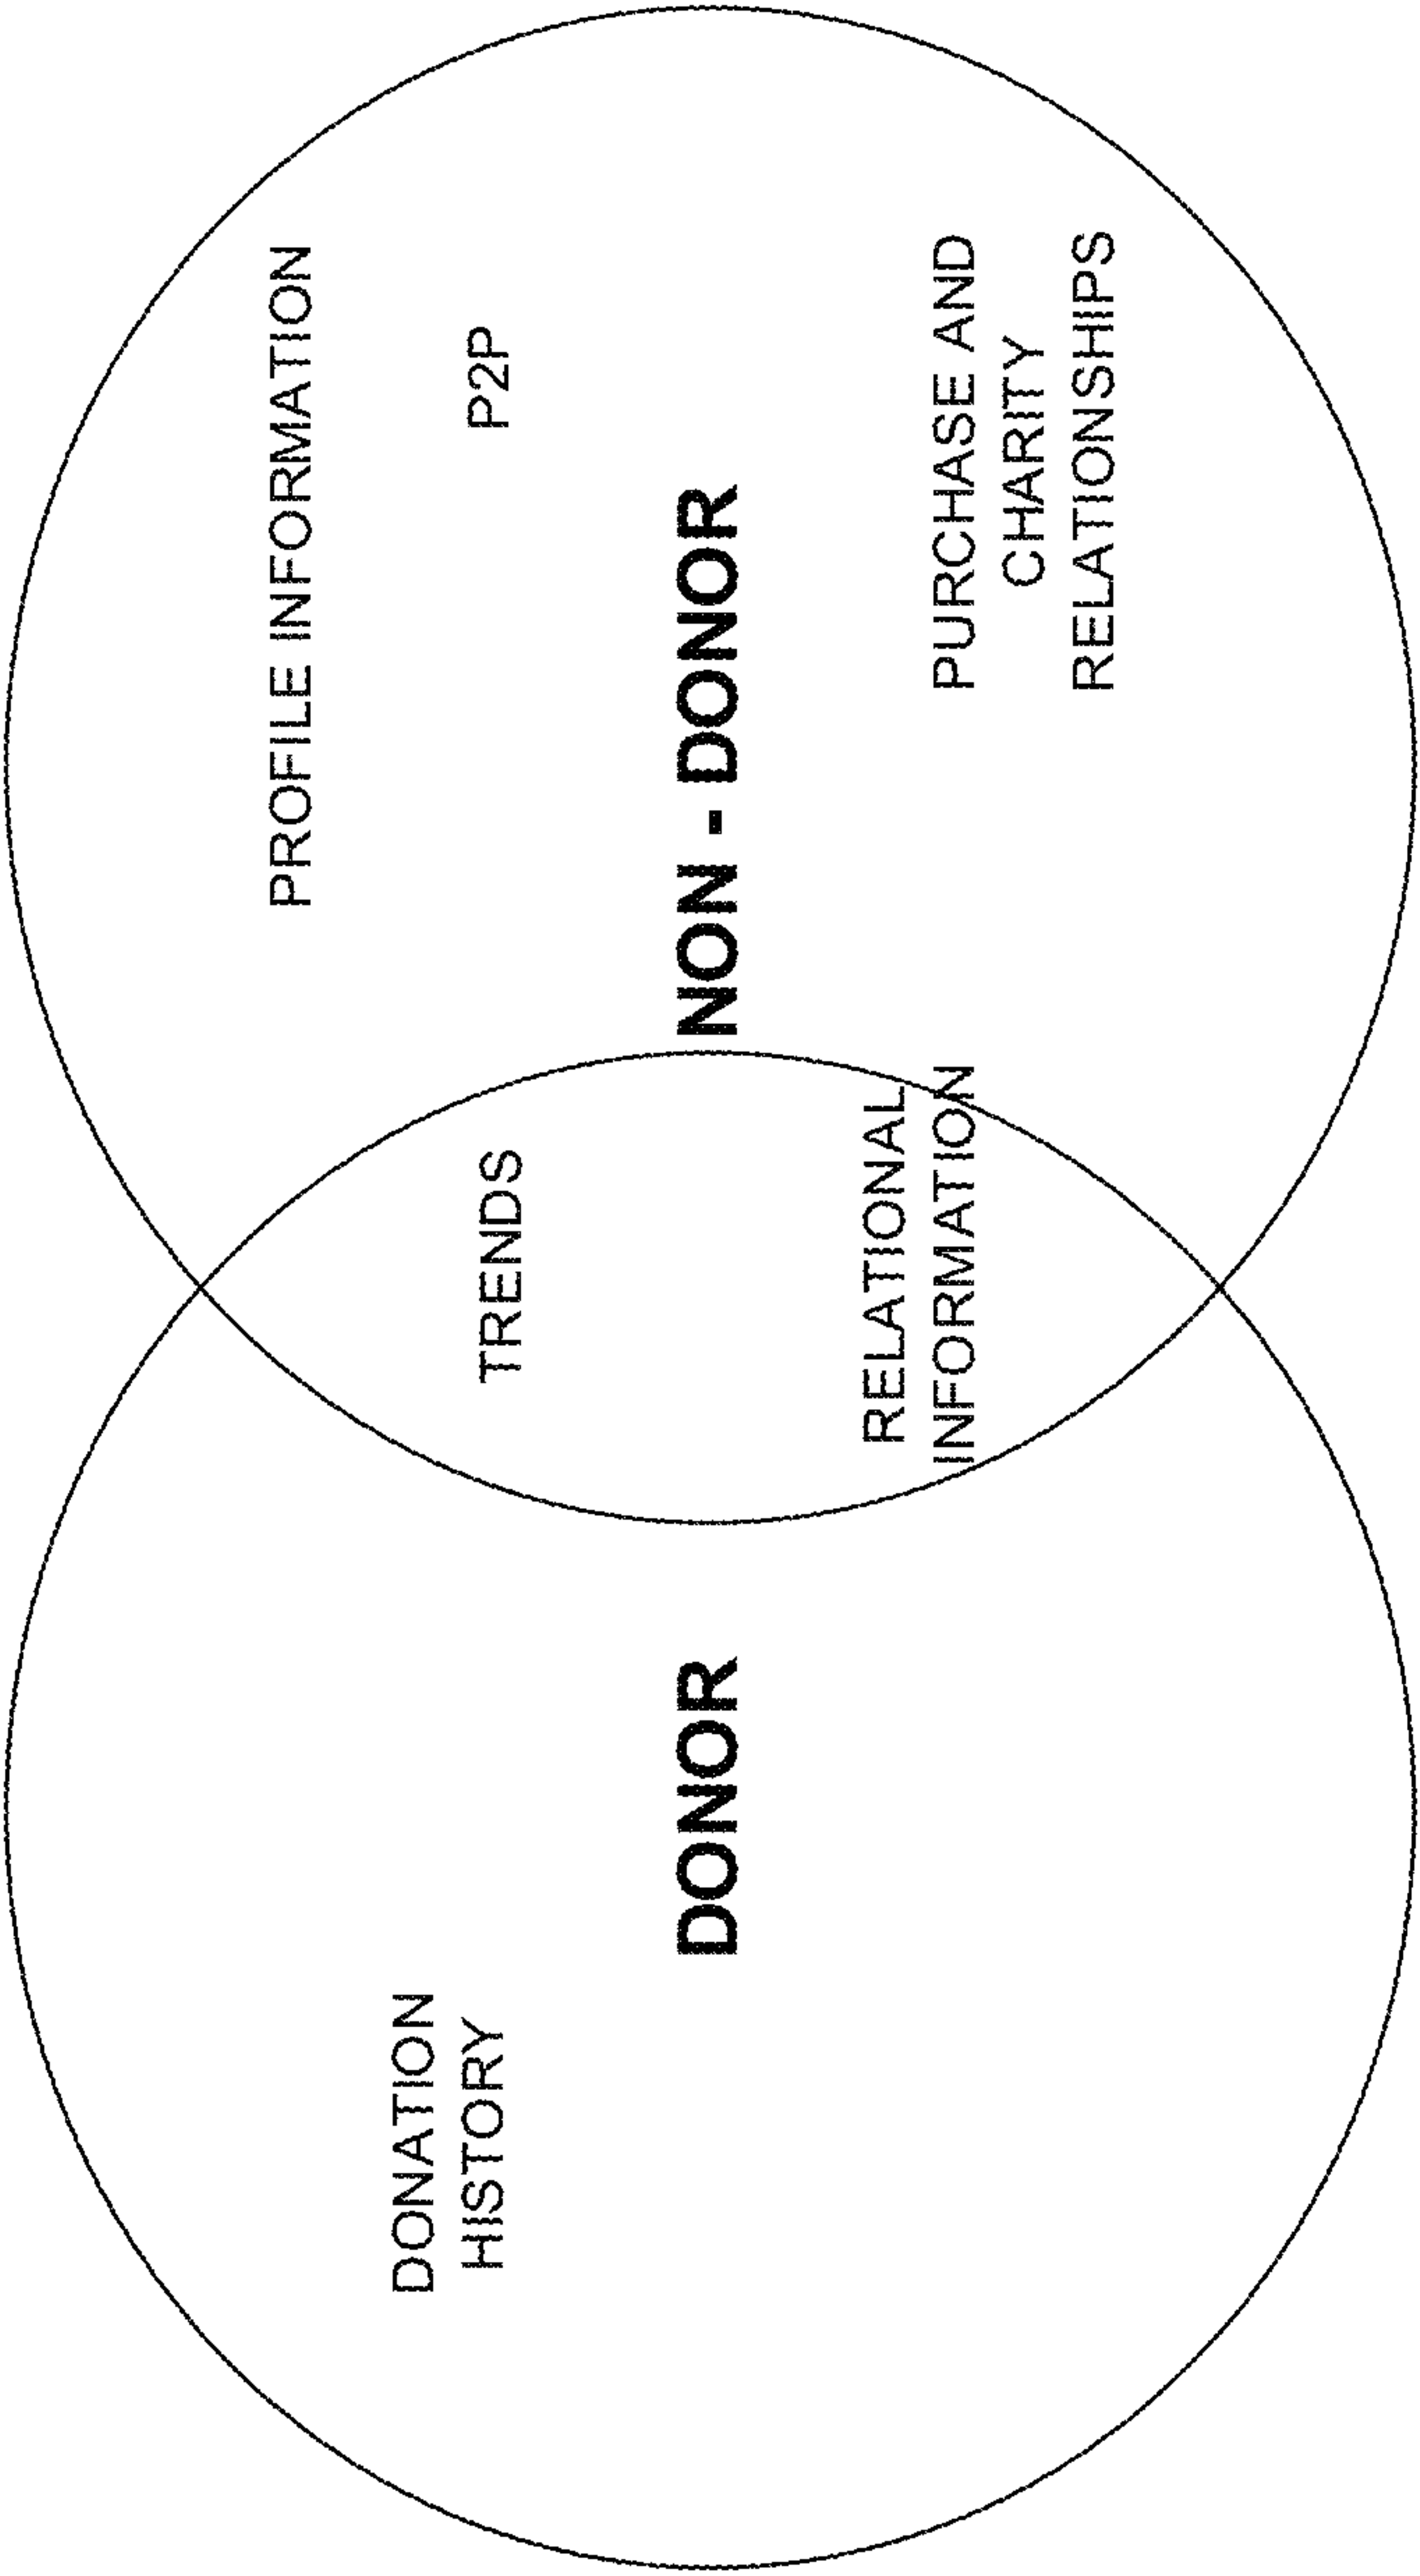 DONATION
HISTORY
DONOR
TRENDS
RELATIONAL
INFORMATION
PROFILE INFORMATION
P2P
NON - DONOR
PURCHASE AND
CHARITY
RELATIONSHIPS